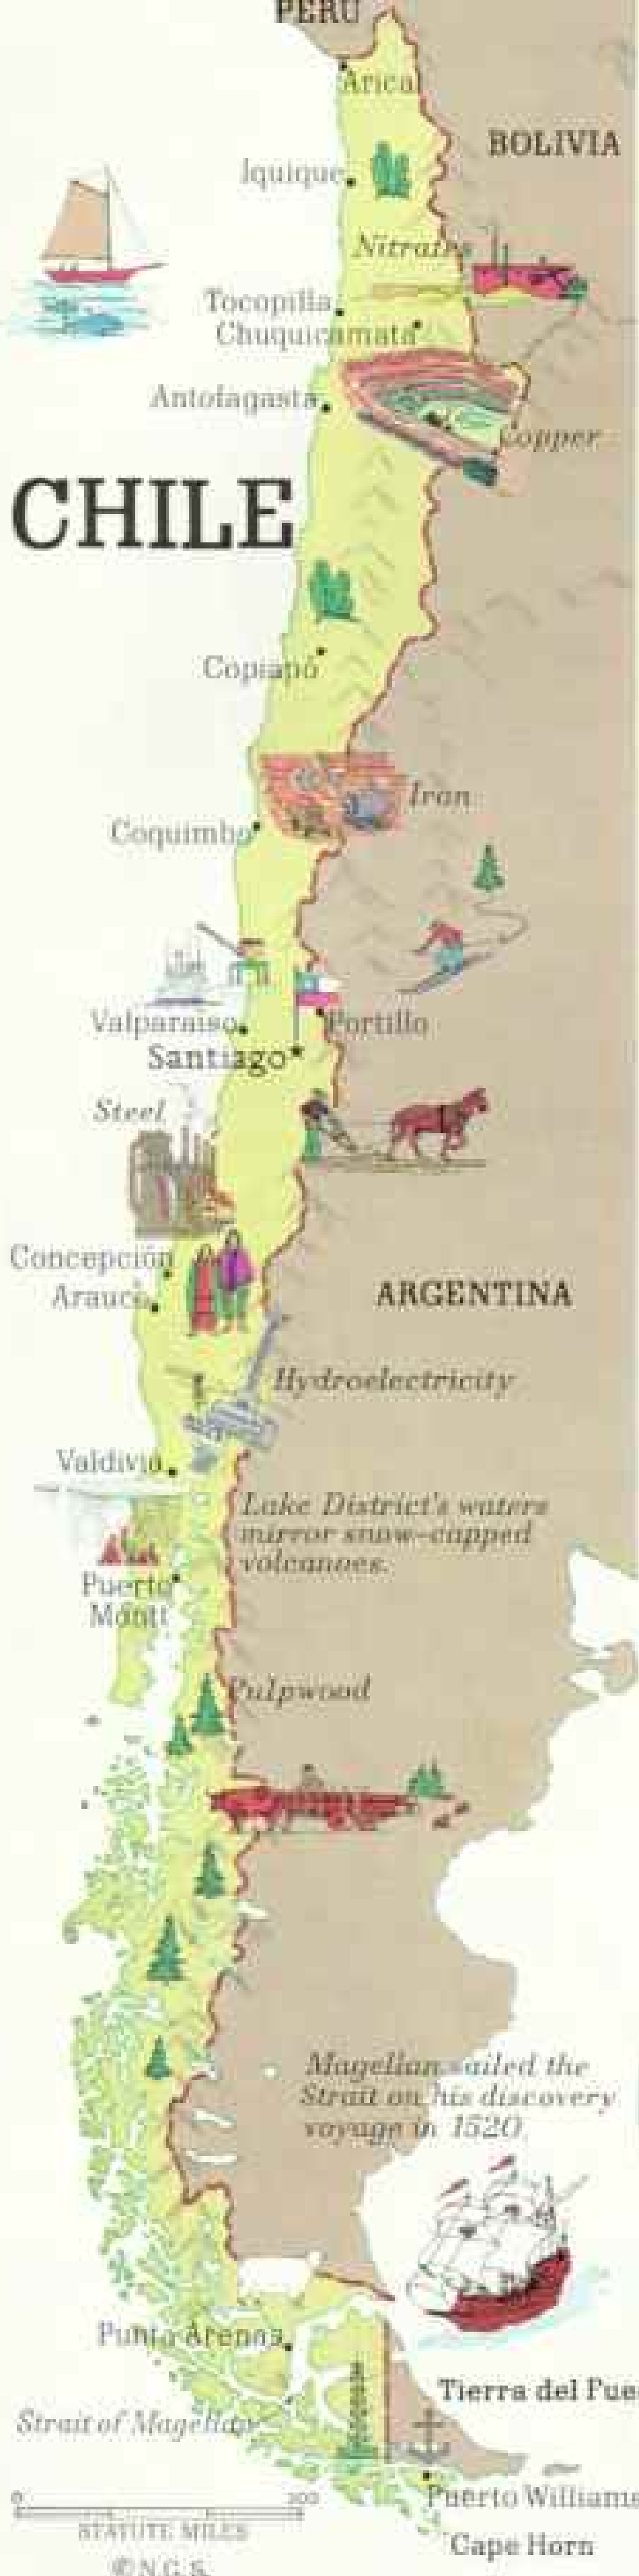 PERU
Arica
BOLIVIA
Iquique
Nitrates
Tocopilla
Chuquicamata
Antofagasta
Copper
CHILE
Copiapó
Iron
Coquimbo
Valparaiso
Portillo
Santiago
Steel
Concepción
Arauco
ARGENTINA
Hydroelectricity
Valdivia
Lake District's waters
mirror snow-capped
volcanoes.
Puerto
Montt
Pulpwood
Magellan sailed the
Strait on his discovery
voyage in 1520
Punta Arenas
Tierra del Fue
Strait of Magellan
Puerto Williams
0 200
STATUTE MILES
Cape Horn
© N.G.S.